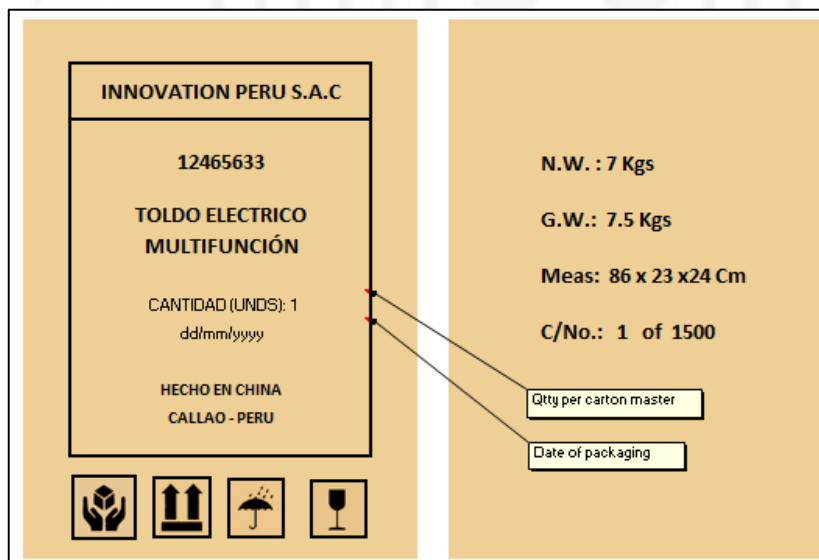 INNOVATION PERU S.A.C
12465633
TOLDO ELECTRICO
MULTIFUNCIÓN
CANTIDAD (UNDS): 1
dd/mm/yyyy
HECHO EN CHINA
CALLAO - PERU
N.W. : 7 Kgs
G.W.: 7.5 Kgs
Meas: 86 x 23 x24 Cm
C/No.: 1 of 1500
Qtty per carton master
Date of packaging